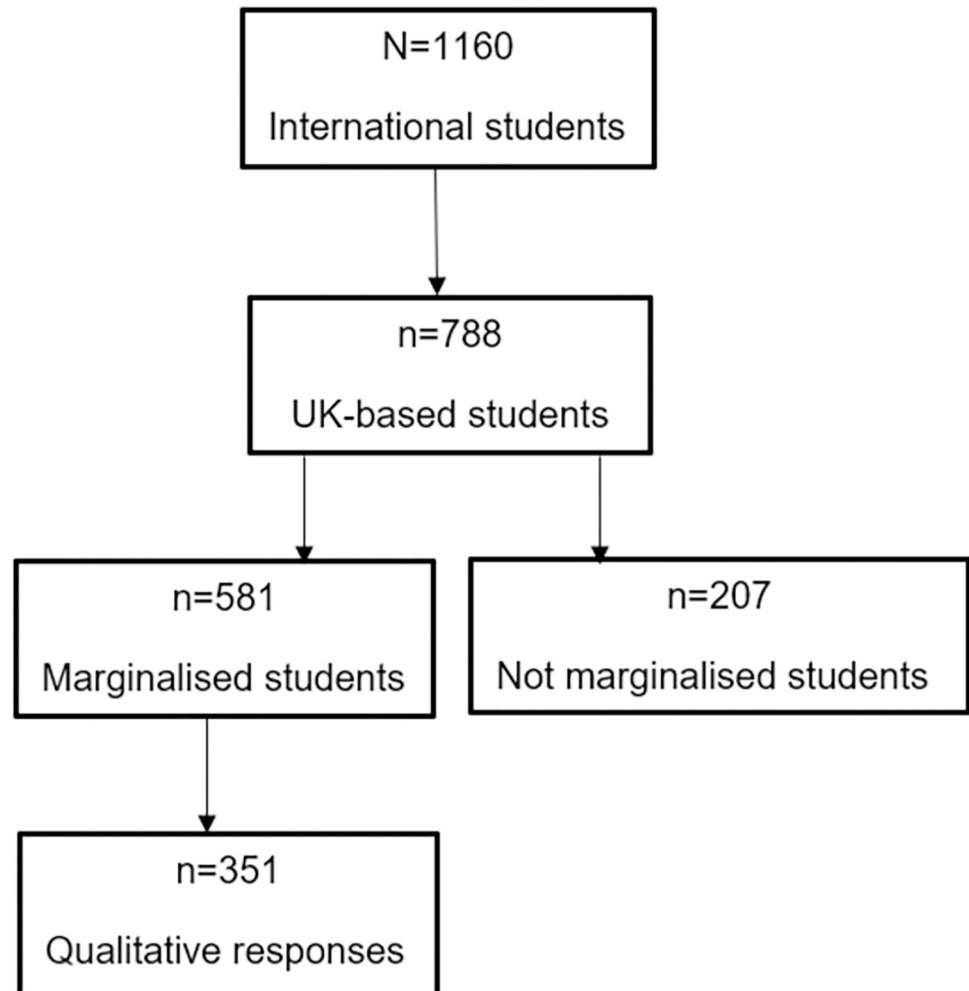 N=1160
International students
n=788
UK-based students
n=581
Marginalised students
n=207
Not marginalised students
n=351
Qualitative responses